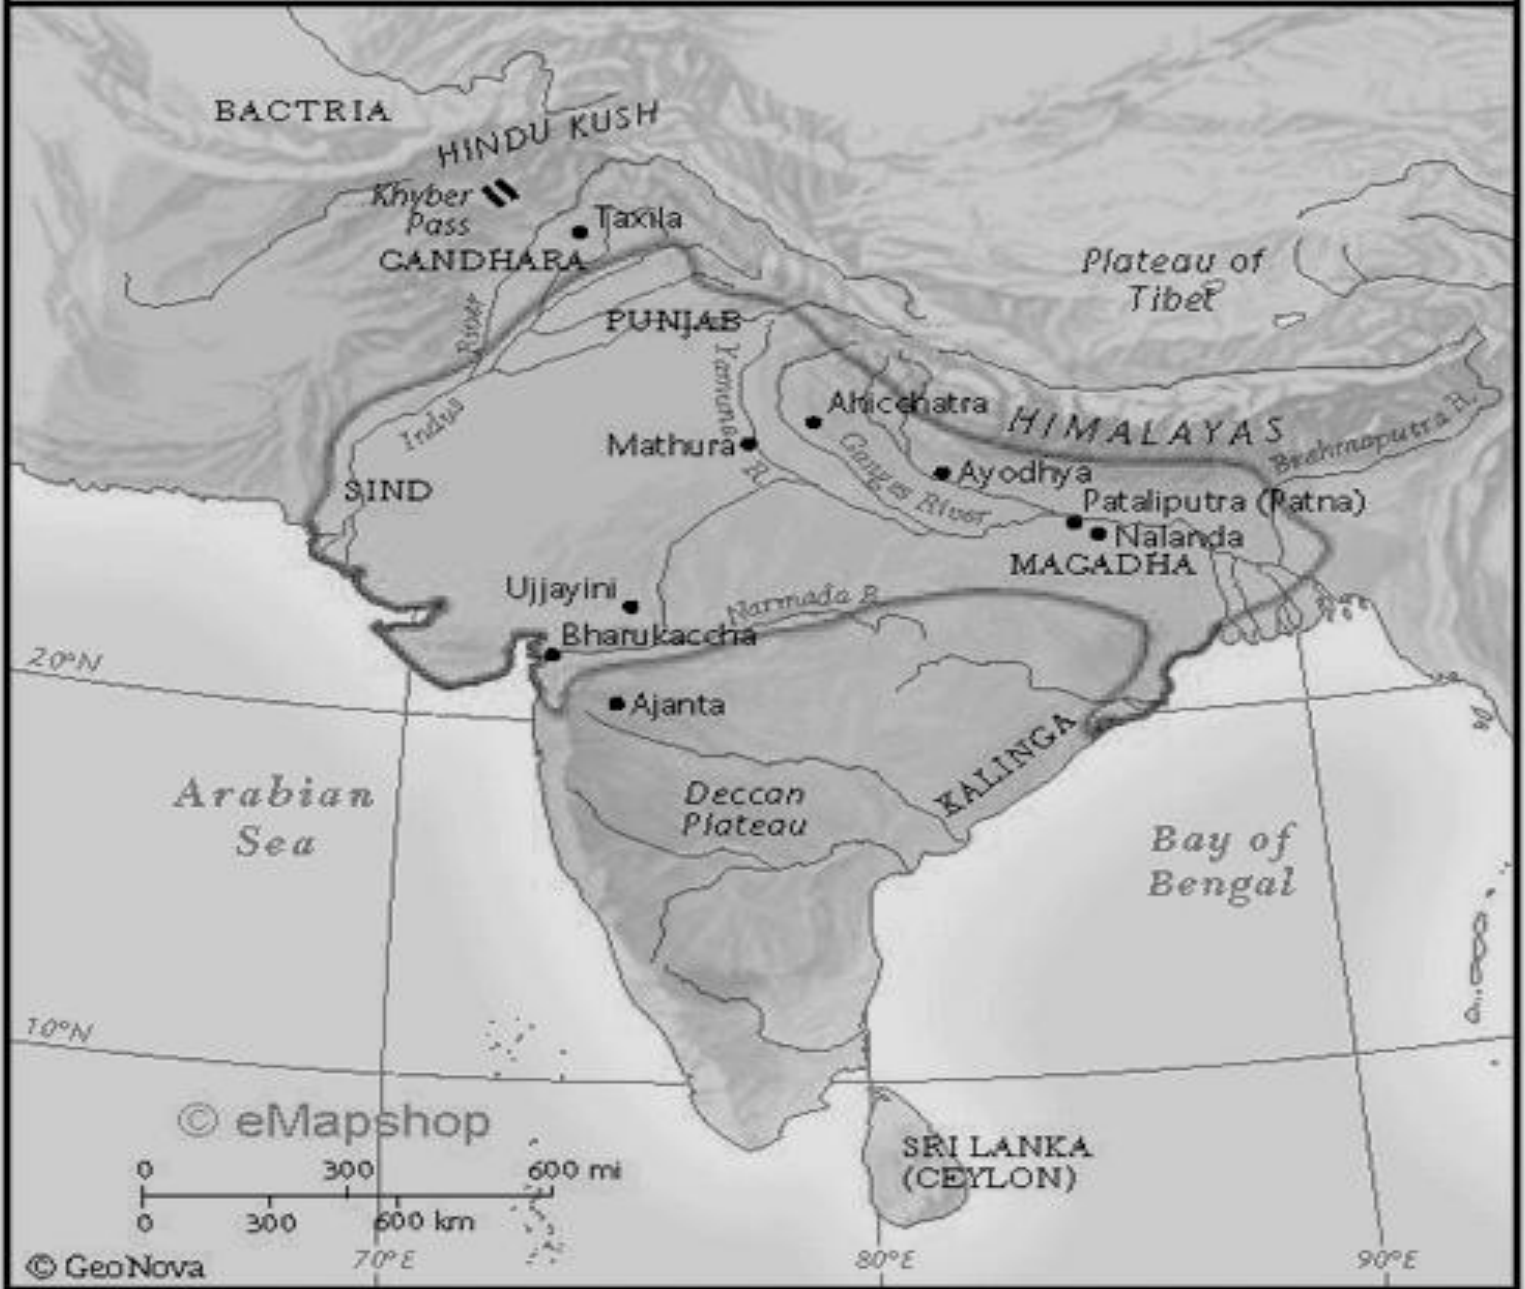 BACTRIA
HINDU KUSH
Khyber
Pass
Taxila
GANDHARA
Plateau of
Tibet
River
PUNJAB
Yamuna
Indus
Ahicchatra
HIMALAYAS
Brahmaputra R.
Mathura
R.
Ganges River
Ayodhya
SIND
Pataliputra (Patna)
Nalanda
MAGADHA
Ujjayini
Narmada R.
Bharukaccha
20°N
Ajanta
KALINGA
Arabian
Sea
Deccan
Plateau
Bay of
Bengal
10°N
© eMapshop
SRI LANKA
(CEYLON)
0 300 600 mi
0 300 600 km
70°E 80°E 90°E
© GeoNova